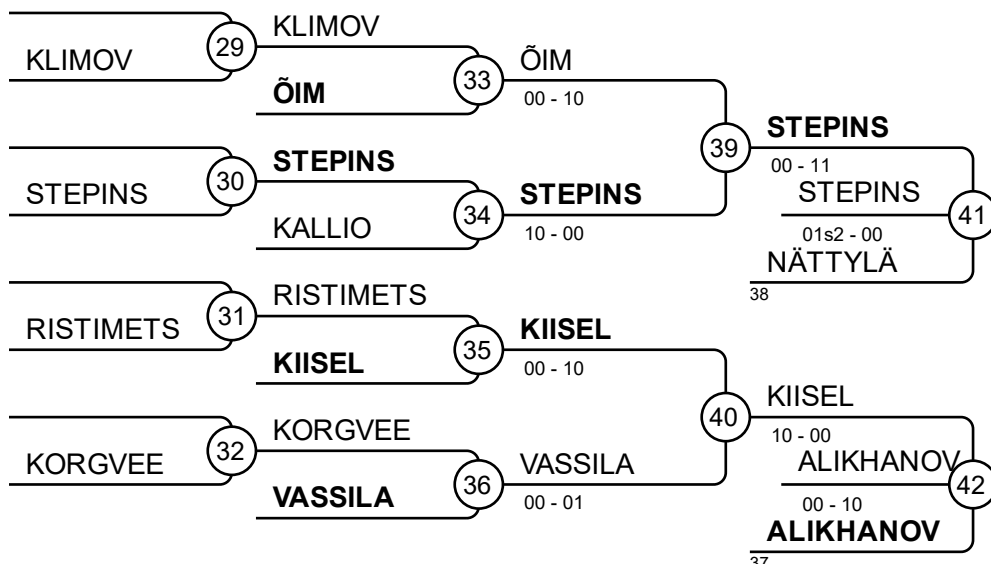 KLIMOV
29
KLIMOV
ÕIM
33
ÕIM
00 - 10
STEPINS
30
STEPINS
KALLIO
34
STEPINS
10 - 00
39
STEPINS
00 - 11
STEPINS
01s2 - 00
NÄTTYLÄ
38
41
RISTIMETS
31
RISTIMETS
KIISEL
35
KIISEL
00 - 10
KORGVEE
32
KORGVEE
VASSILA
36
VASSILA
00 - 01
40
KIISEL
10 - 00
ALIKHANOV
00 - 10
ALIKHANOV
37
42